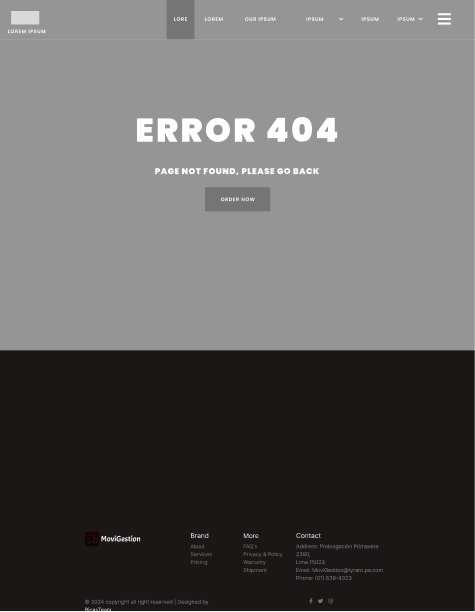 LORE LOREM OUR IPSUM IPSUM IPSUM IPSUM
LOREM IPSUM
ERROR 404
PAGE NOT FOUND, PLEASE GO BACK
ORDER NOW
MoviGestion
Brand
About
Services
Pricing
More
FAQ's
Privacy & Policy
Warranty
Shipment
Contact
Address: Prolongación Primavera
2390,
Lima 15023
Email: MoviGestion@tyrant.pe.com
Phone: (01) 639-4323
© 2024 copyright all right reserved | Designed by